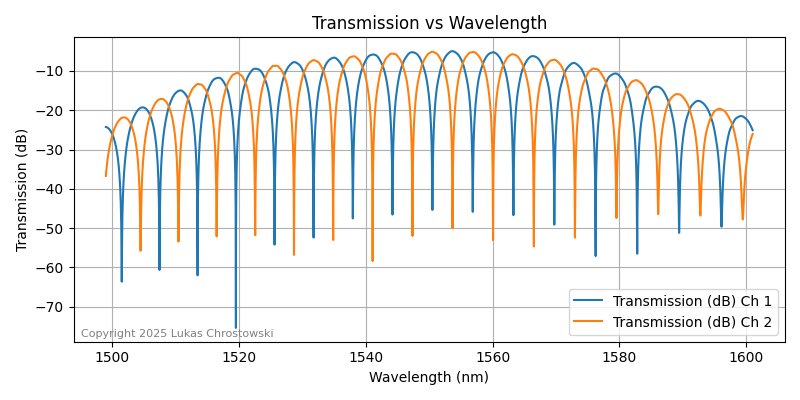 Transmission vs Wavelength
Transmission (dB)
−10
−20
−30
−40
−50
−60
−70
Copyright 2025 Lukas Chrostowski
Transmission (dB) Ch 1
Transmission (dB) Ch 2
1500 1520 1540 1560 1580 1600
Wavelength (nm)